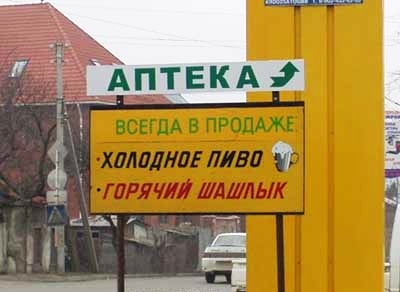 АПТЕКА
ВСЕГДА В ПРОДАЖЕ
·ХОЛОДНОЕ ПИВО
·ГОРЯЧИЙ ШАШЛЫК